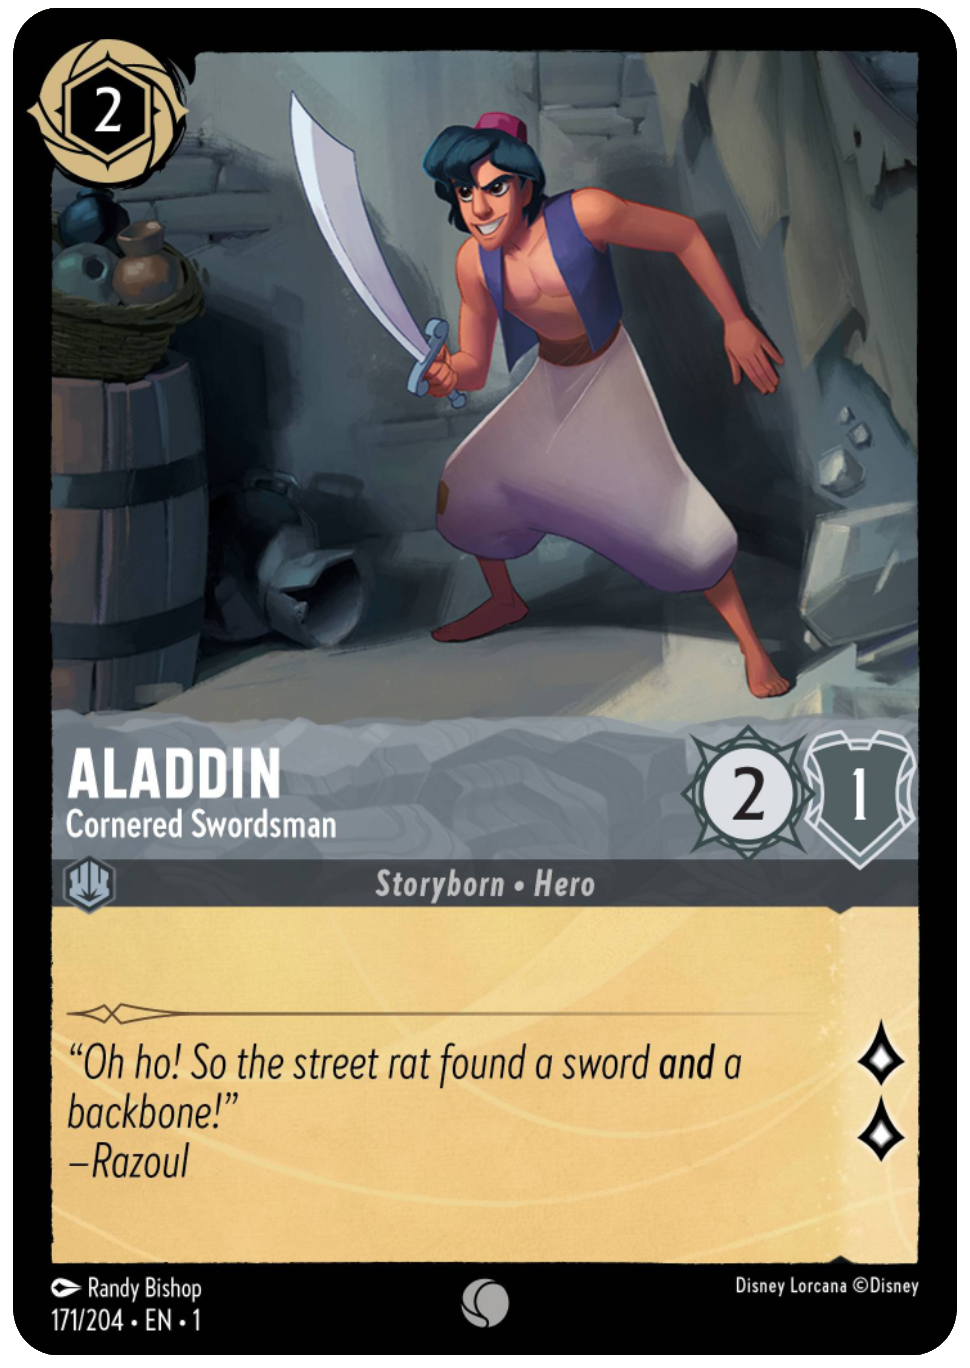 2
ALADDIN
Cornered Swordsman
2
1
Storyborn • Hero
“Oh ho! So the street rat found a sword and a
backbone!”
–Razoul
Randy Bishop
171/204 • EN • 1
Disney Lorcana ©Disney